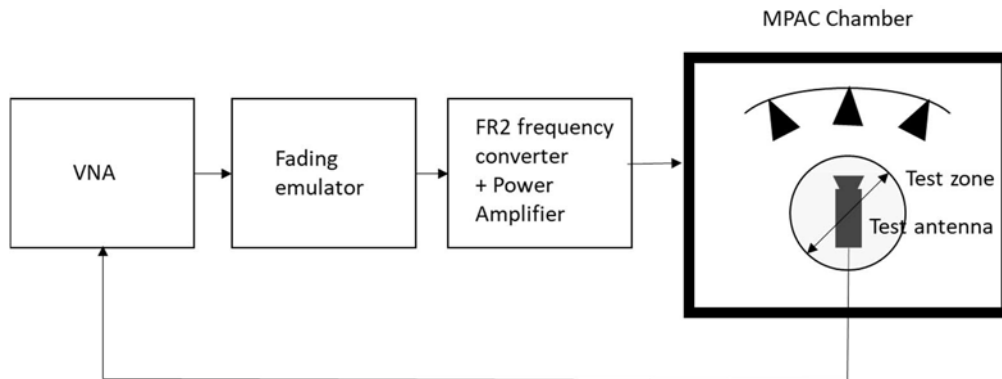 MPAC Chamber
VNA
Fading
emulator
FR2 frequency
converter
+ Power
Amplifier
Test zone
Test antenna